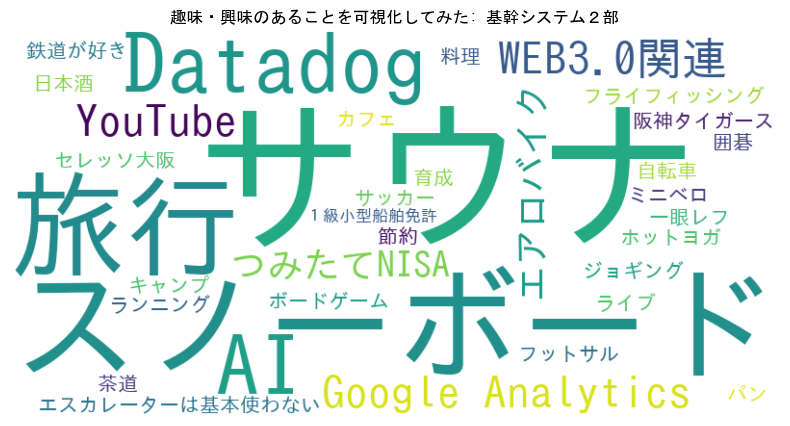 趣味・興味のあることを可視化してみた: 基幹システム２部
鉄道が好き
Datadog
料理
WEB3.0関連
日本酒
YouTube
カフェ
フライフィッシング
阪神タイガース
囲碁
セレッソ大阪
サウナ
エアロバイク
育成
自転車
サッカー
ミニベロ
旅行
１級小型船舶免許
一眼レフ
節約
ホットヨガ
つみたてNISA
ジョギング
キャンプ
ランニング
ボードゲーム
ライブ
スノーボード
AI
フットサル
茶道
Google Analytics
パン
エスカレーターは基本使わない